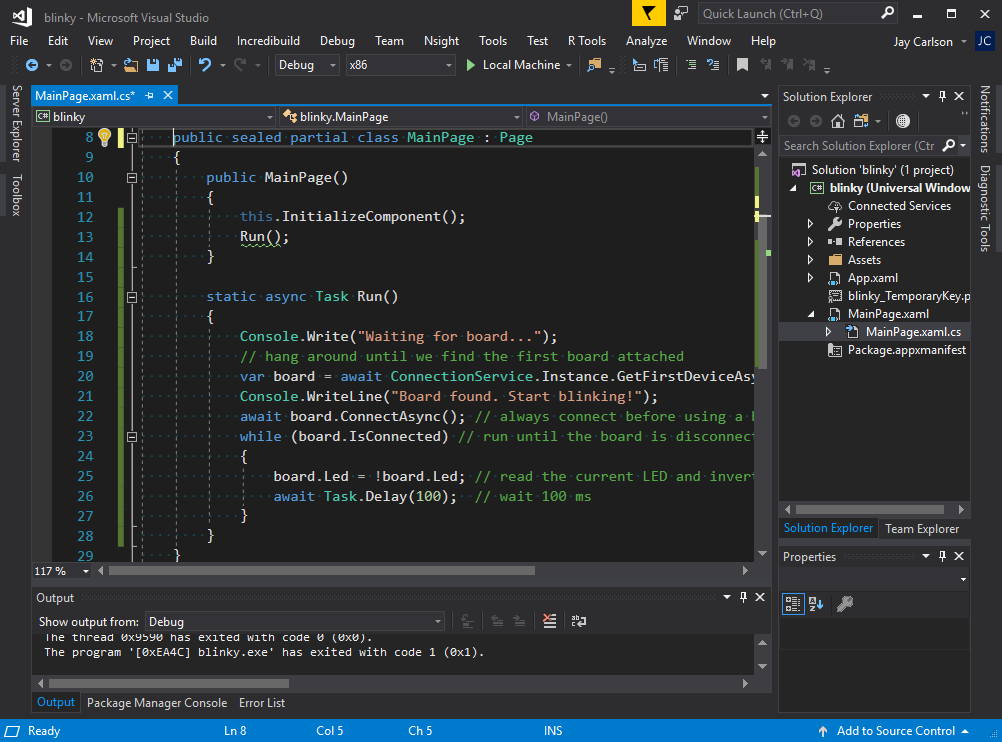 blinky - Microsoft Visual Studio
Quick Launch (Ctrl+Q)
File Edit View Project Build Incredibuild Debug Team Nsight Tools Test R Tools Analyze Window Help
Jay Carlson JC
Debug x86 Local Machine
Server Explorer
Toolbox
MainPage.xaml.cs*
C# blinky blinky.MainPage MainPage()
8 public sealed partial class MainPage : Page
9 {
10 public MainPage()
11 {
12 this.InitializeComponent();
13 Run();
14 }
15
16 static async Task Run()
17 {
18 Console.Write("Waiting for board...");
19 // hang around until we find the first board attached
20 var board = await ConnectionService.Instance.GetFirstDeviceAsy
21 Console.WriteLine("Board found. Start blinking!");
22 await board.ConnectAsync(); // always connect before using a b
23 while (board.IsConnected) // run until the board is disconnect
24 {
25 board.Led = !board.Led; // read the current LED and inver
26 await Task.Delay(100); // wait 100 ms
27 }
28 }
29 }
117 %
Output
Show output from: Debug
The thread 0x9590 has exited with code 0 (0x0).
The program '[0xEA4C] blinky.exe' has exited with code 1 (0x1).
Output Package Manager Console Error List
Solution Explorer
Search Solution Explorer (Ctr
Solution 'blinky' (1 project)
C# blinky (Universal Window
Connected Services
Properties
References
Assets
App.xaml
blinky_TemporaryKey.p
MainPage.xaml
MainPage.xaml.cs
Package.appxmanifest
Solution Explorer Team Explorer
Properties
Notifications
Diagnostic Tools
Ready Ln 8 Col 5 Ch 5 INS Add to Source Control